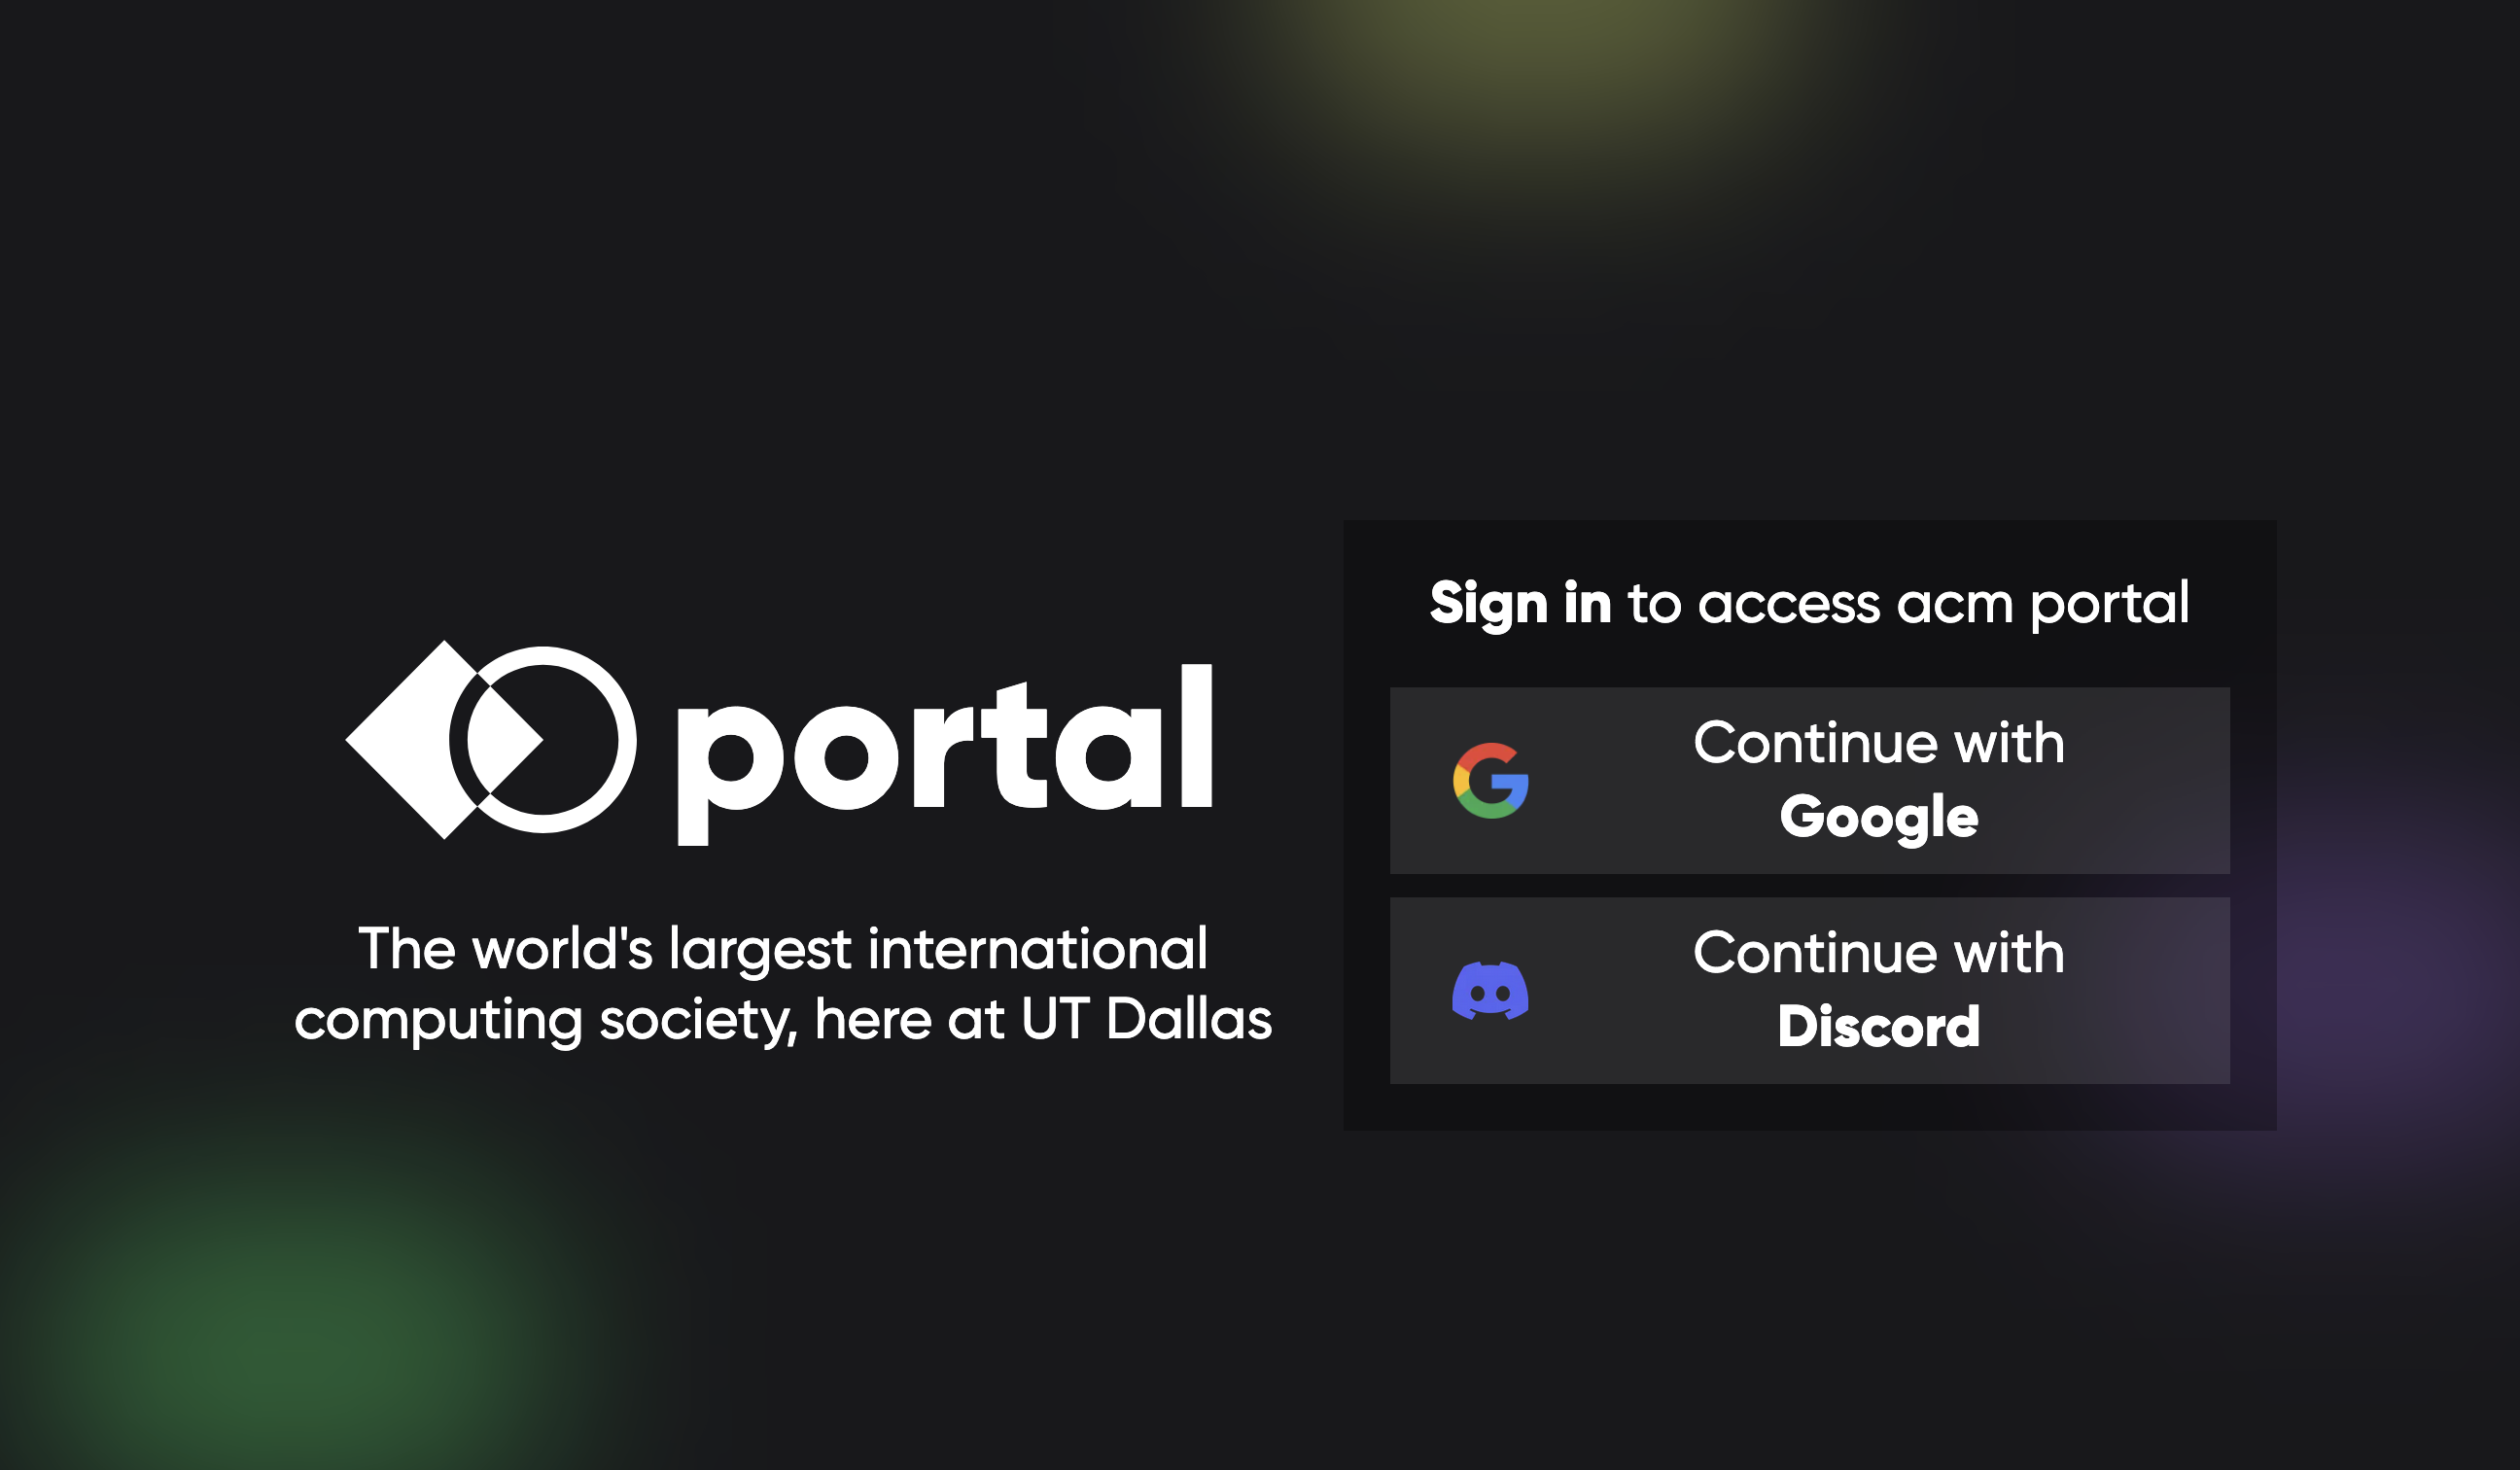 portal
The world's largest international
computing society, here at UT Dallas
Sign in to access acm portal
Continue with
Google
Continue with
Discord